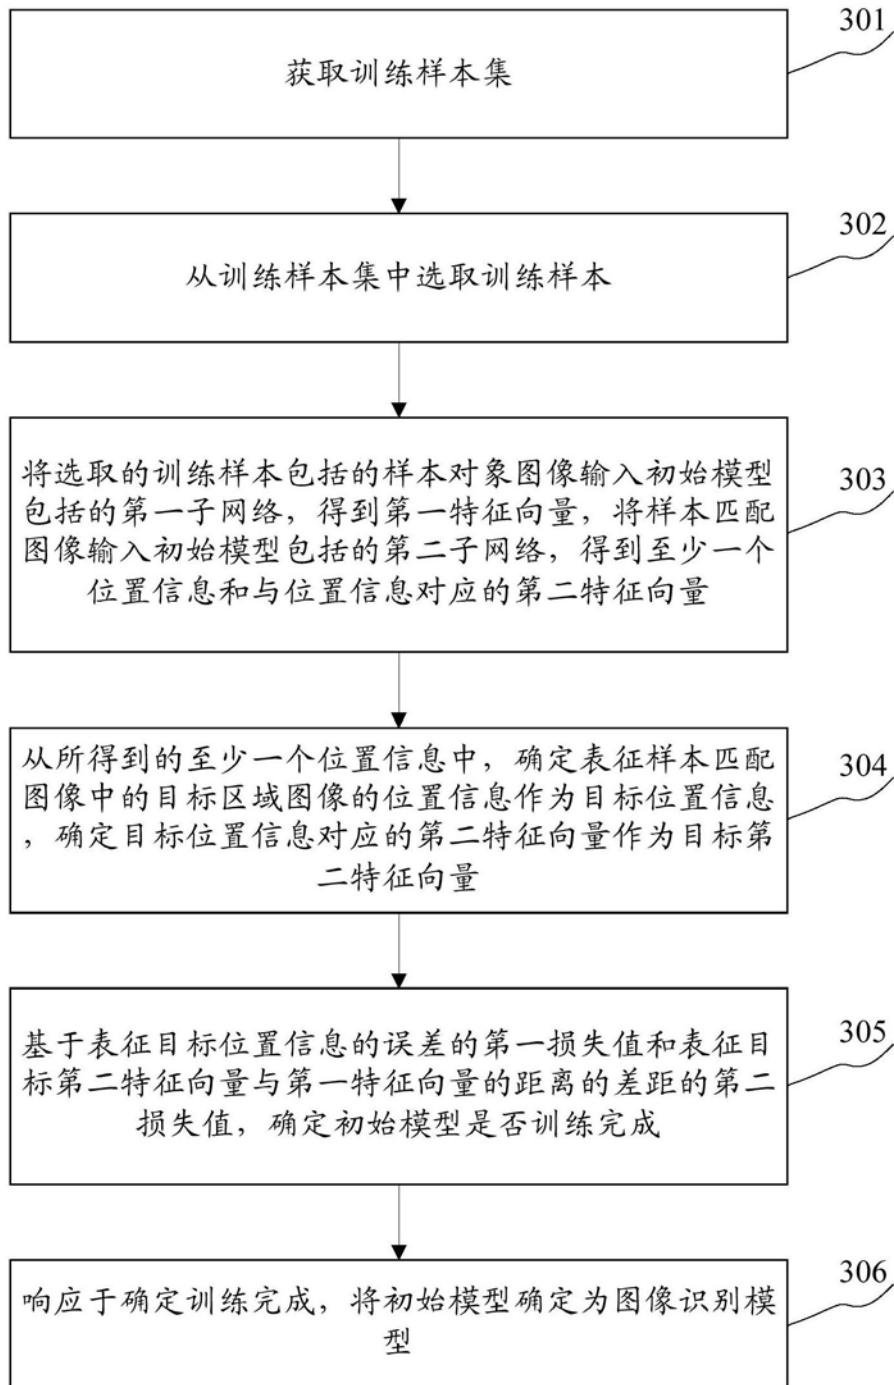 301
获取训练样本集
302
从训练样本集中选取训练样本
303
将选取的训练样本包括的样本对象图像输入初始模型
包括的第一子网络，得到第一特征向量，将样本匹配
图像输入初始模型包括的第二子网络，得到至少一个
位置信息和与位置信息对应的第二特征向量
304
从所得到的至少一个位置信息中，确定表征样本匹配
图像中的目标区域图像的位置信息作为目标位置信息
，确定目标位置信息对应的第二特征向量作为目标第
二特征向量
305
基于表征目标位置信息的误差的第一损失值和表征目
标第二特征向量与第一特征向量的距离的差距的第二
损失值，确定初始模型是否训练完成
306
响应于确定训练完成，将初始模型确定为图像识别模
型